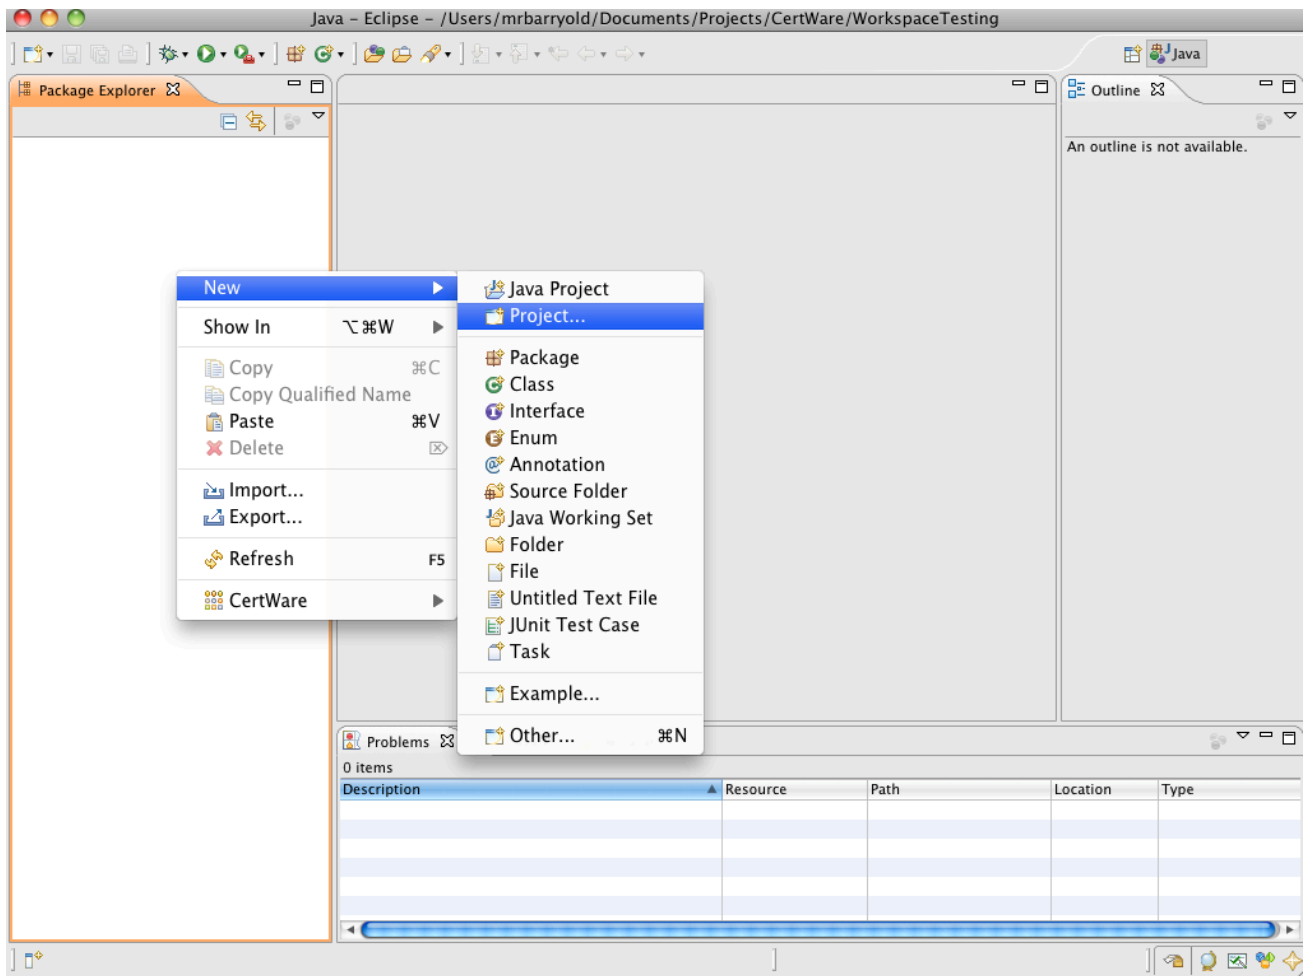 Java – Eclipse – /Users/mrbarryold/Documents/Projects/CertWare/WorkspaceTesting
Java
Package Explorer
Outline
An outline is not available.
New
Show In ⌥⌘W
Copy ⌘C
Copy Qualified Name
Paste ⌘V
Delete ⌦
Import...
Export...
Refresh F5
CertWare
Java Project
Project...
Package
Class
Interface
Enum
Annotation
Source Folder
Java Working Set
Folder
File
Untitled Text File
JUnit Test Case
Task
Example...
Other... ⌘N
Problems
0 items
Description Resource Path Location Type